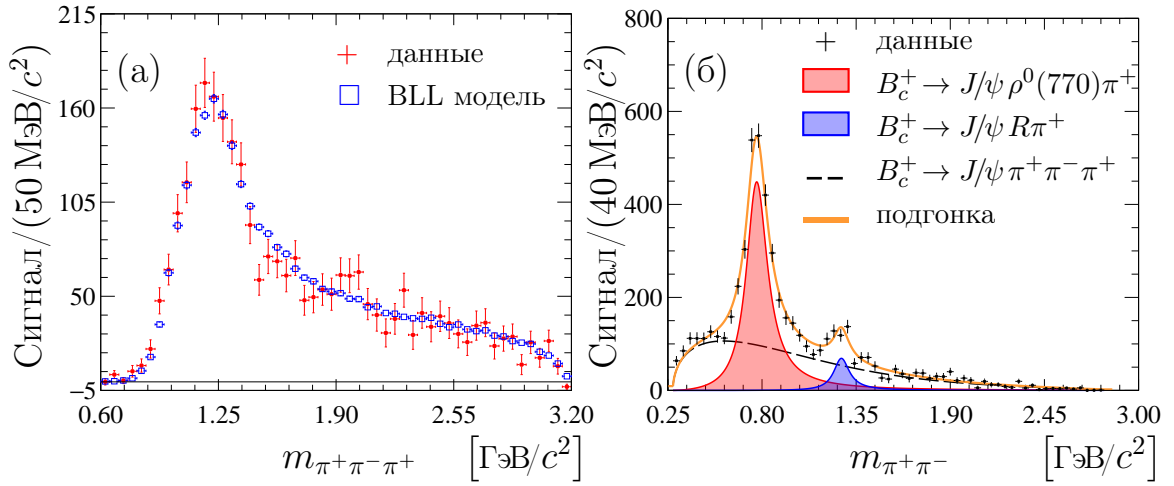 215
160
105
50
−5
0.60
1.25
1.90
2.55
3.20
Сигнал/(50 МэВ/c²)
(а)
данные
BLL модель
m_{π⁺π⁻π⁺} [ГэВ/c²]
800
600
400
200
0
0.25
0.80
1.35
1.90
2.45
3.00
Сигнал/(40 МэВ/c²)
(б)
данные
B_c⁺ → J/ψ ρ⁰(770)π⁺
B_c⁺ → J/ψ Rπ⁺
B_c⁺ → J/ψ π⁺π⁻π⁺
подгонка
m_{π⁺π⁻} [ГэВ/c²]